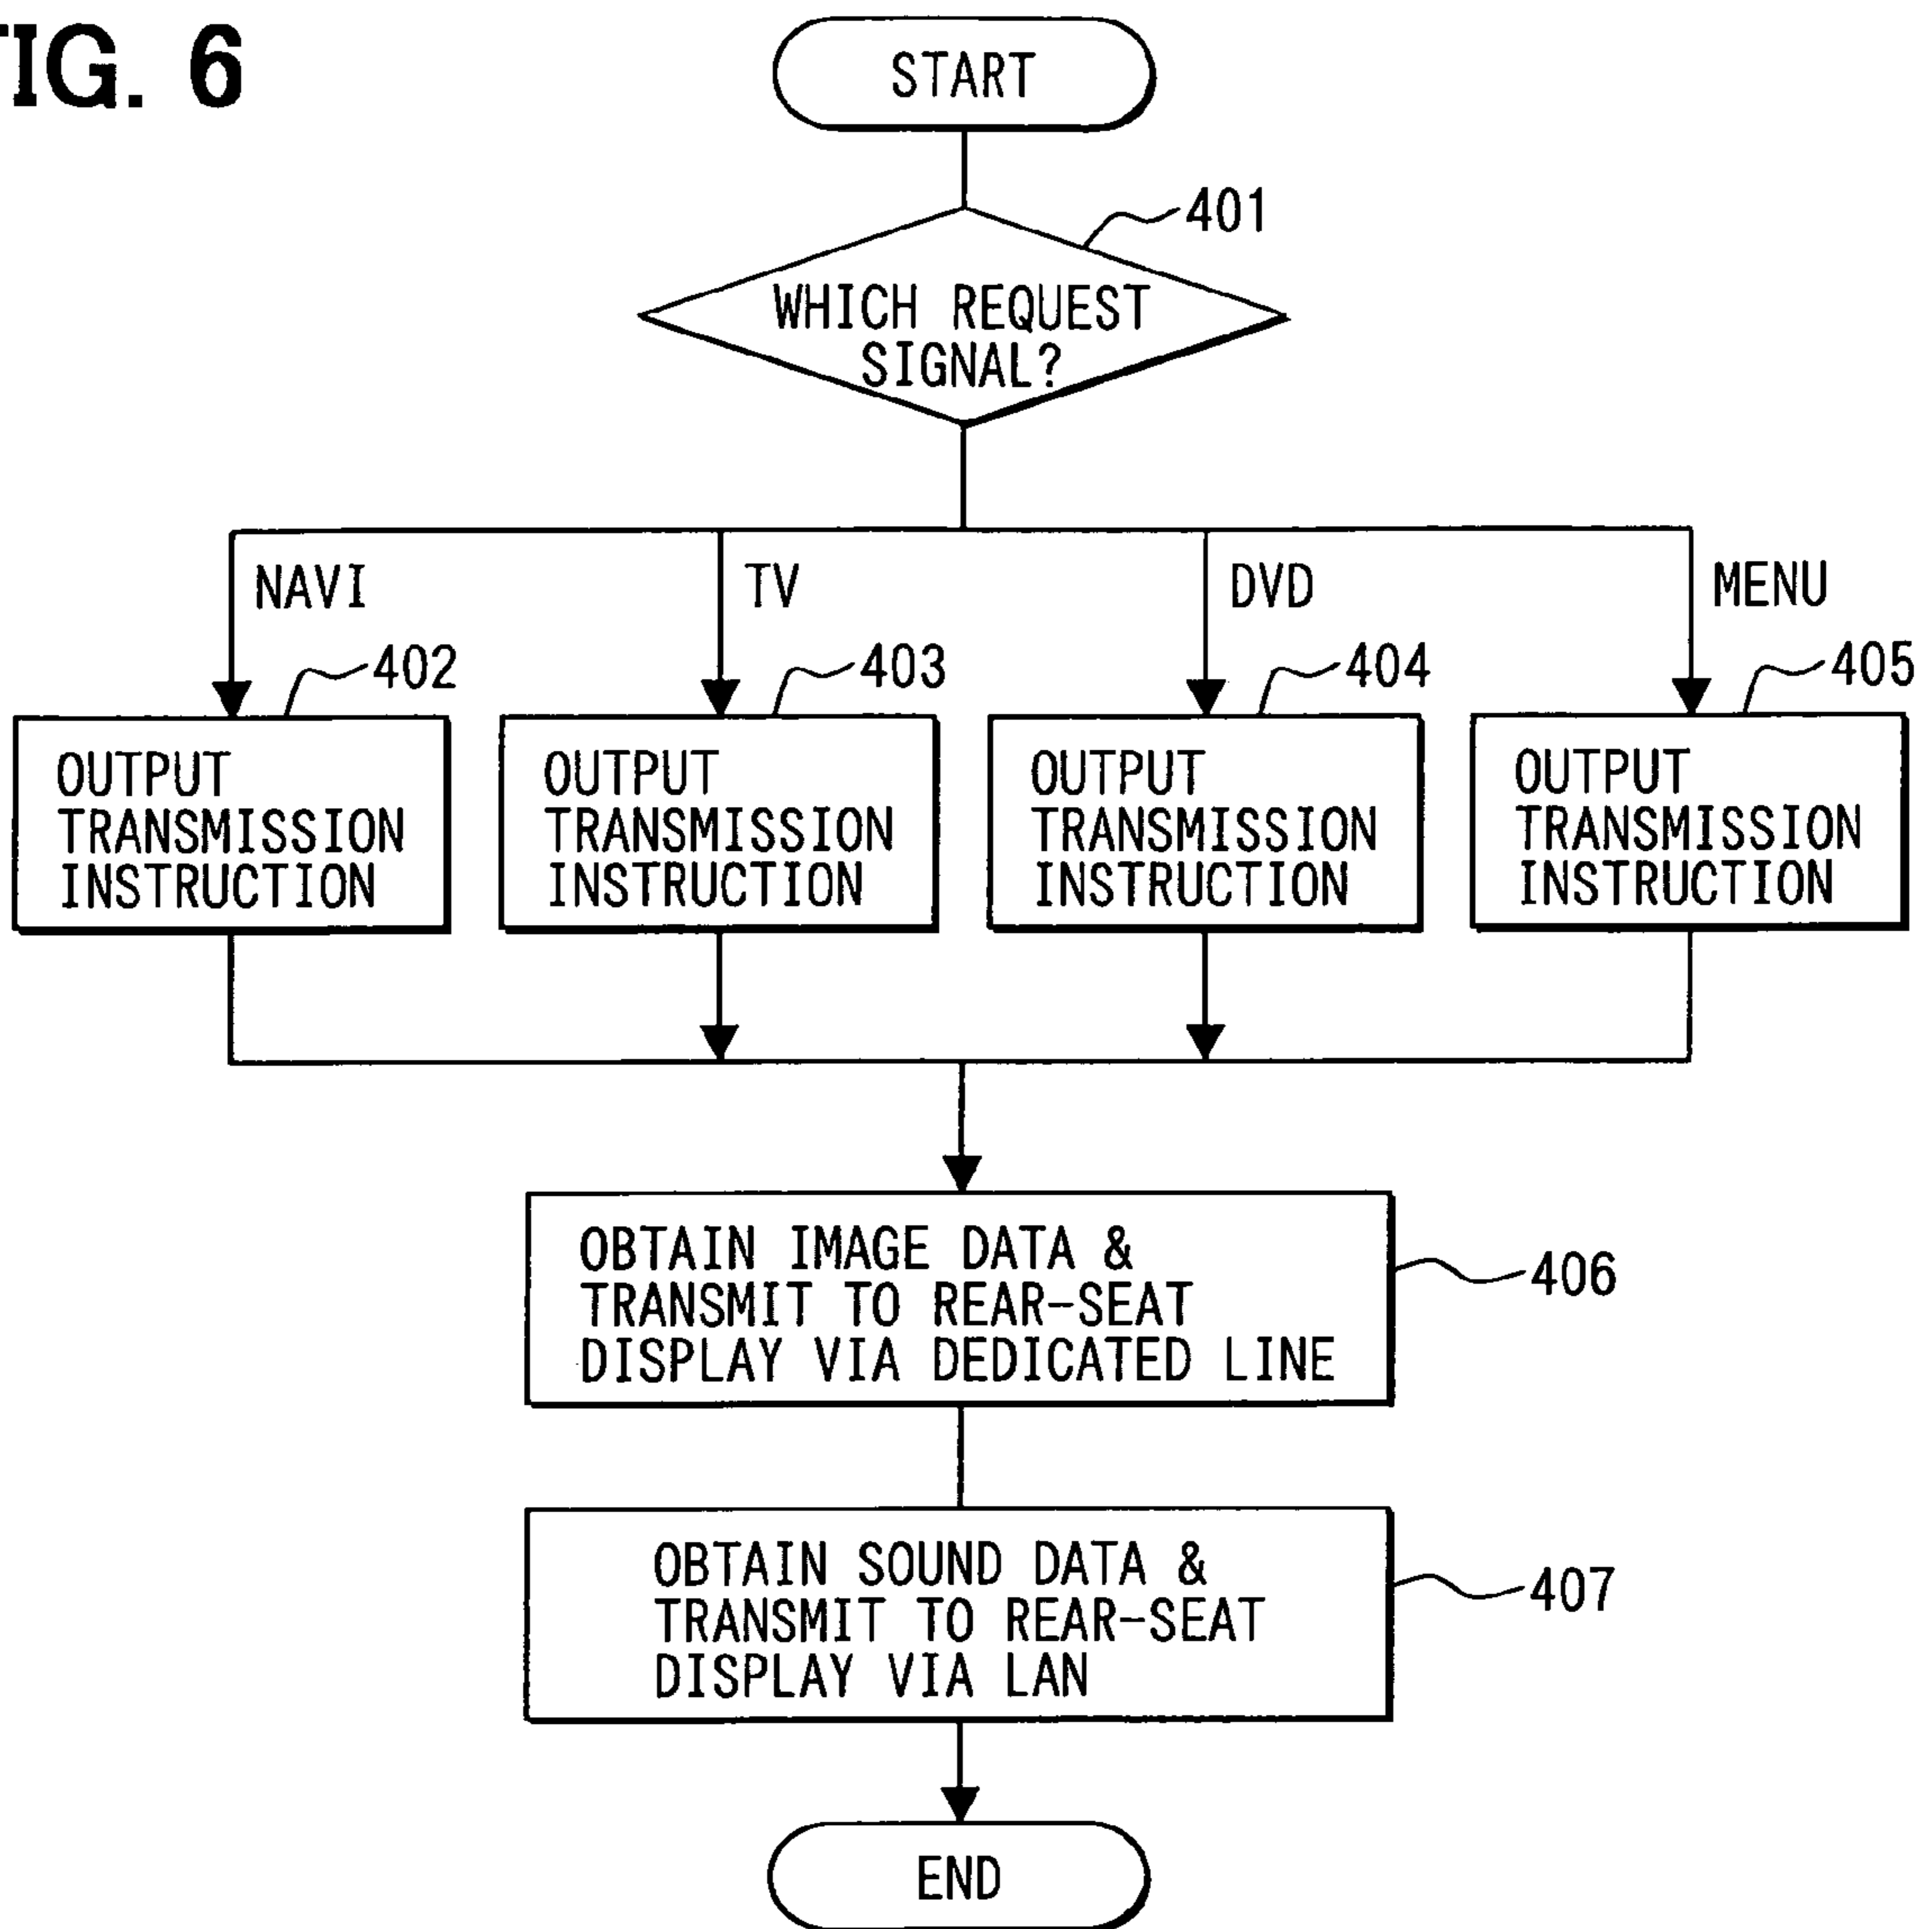 FIG. 6
START
401
WHICH REQUEST
SIGNAL?
NAVI
TV
DVD
MENU
402
403
404
405
OUTPUT
TRANSMISSION
INSTRUCTION
OUTPUT
TRANSMISSION
INSTRUCTION
OUTPUT
TRANSMISSION
INSTRUCTION
OUTPUT
TRANSMISSION
INSTRUCTION
OBTAIN IMAGE DATA &
TRANSMIT TO REAR-SEAT
DISPLAY VIA DEDICATED LINE
406
OBTAIN SOUND DATA &
TRANSMIT TO REAR-SEAT
DISPLAY VIA LAN
407
END